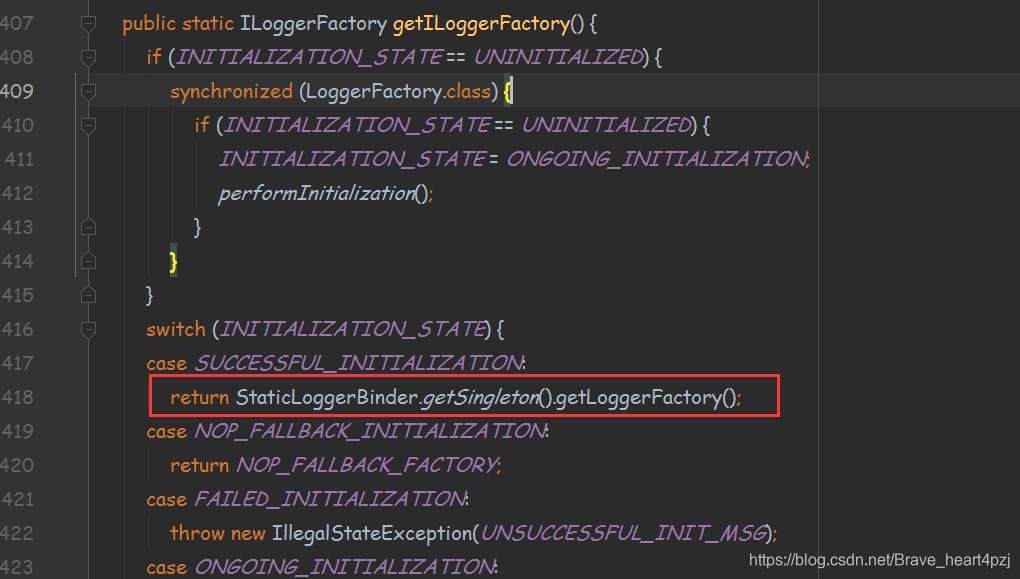 407 public static ILoggerFactory getILoggerFactory() {
408 if (INITIALIZATION_STATE == UNINITIALIZED) {
409 synchronized (LoggerFactory.class) {
410 if (INITIALIZATION_STATE == UNINITIALIZED) {
411 INITIALIZATION_STATE = ONGOING_INITIALIZATION;
412 performInitialization();
413 }
414 }
415 }
416 switch (INITIALIZATION_STATE) {
417 case SUCCESSFUL_INITIALIZATION:
418 return StaticLoggerBinder.getSingleton().getLoggerFactory();
419 case NOP_FALLBACK_INITIALIZATION:
420 return NOP_FALLBACK_FACTORY;
421 case FAILED_INITIALIZATION:
422 throw new IllegalStateException(UNSUCCESSFUL_INIT_MSG);
423 case ONGOING_INITIALIZATION:
https://blog.csdn.net/Brave_heart4pzj